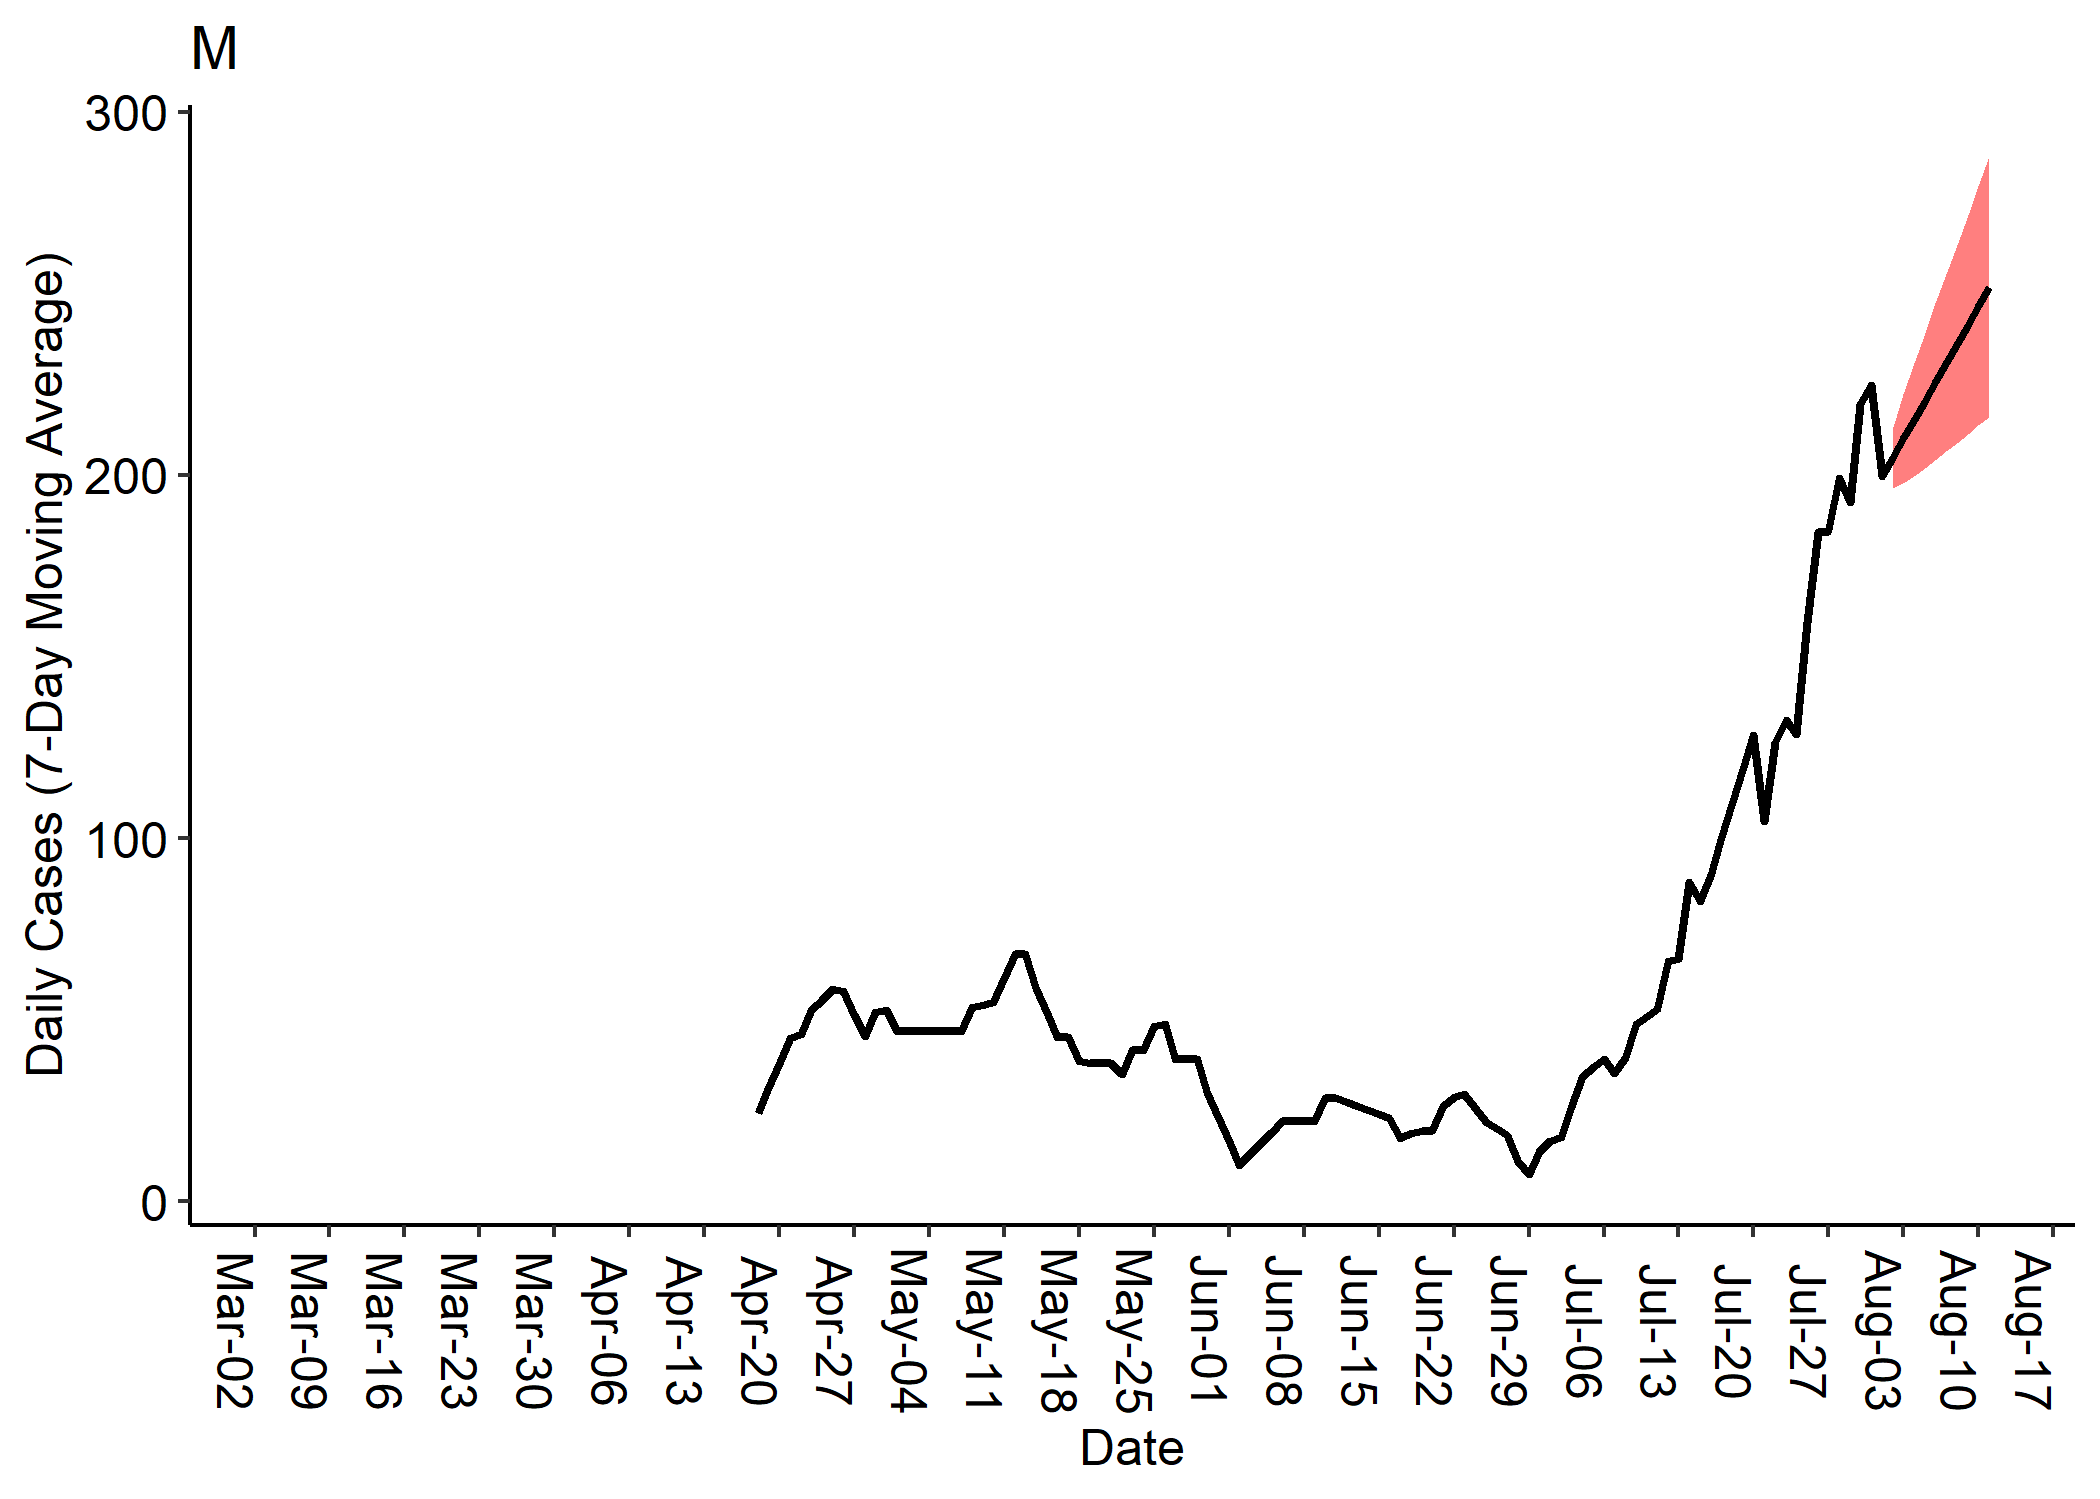 M
300
200
100
0
Daily Cases (7-Day Moving Average)
Mar-02
Mar-09
Mar-16
Mar-23
Mar-30
Apr-06
Apr-13
Apr-20
Apr-27
May-04
May-11
May-18
May-25
Jun-01
Jun-08
Jun-15
Jun-22
Jun-29
Jul-06
Jul-13
Jul-20
Jul-27
Aug-03
Aug-10
Aug-17
Date